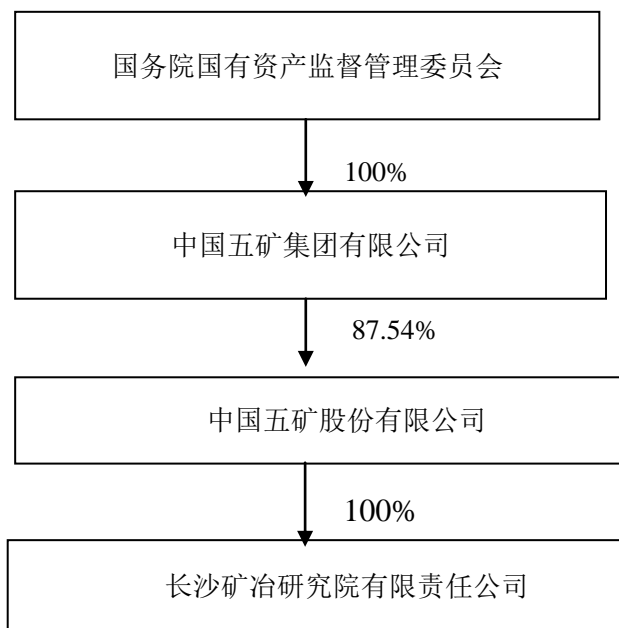 国务院国有资产监督管理委员会
100%
中国五矿集团有限公司
87.54%
中国五矿股份有限公司
100%
长沙矿冶研究院有限责任公司